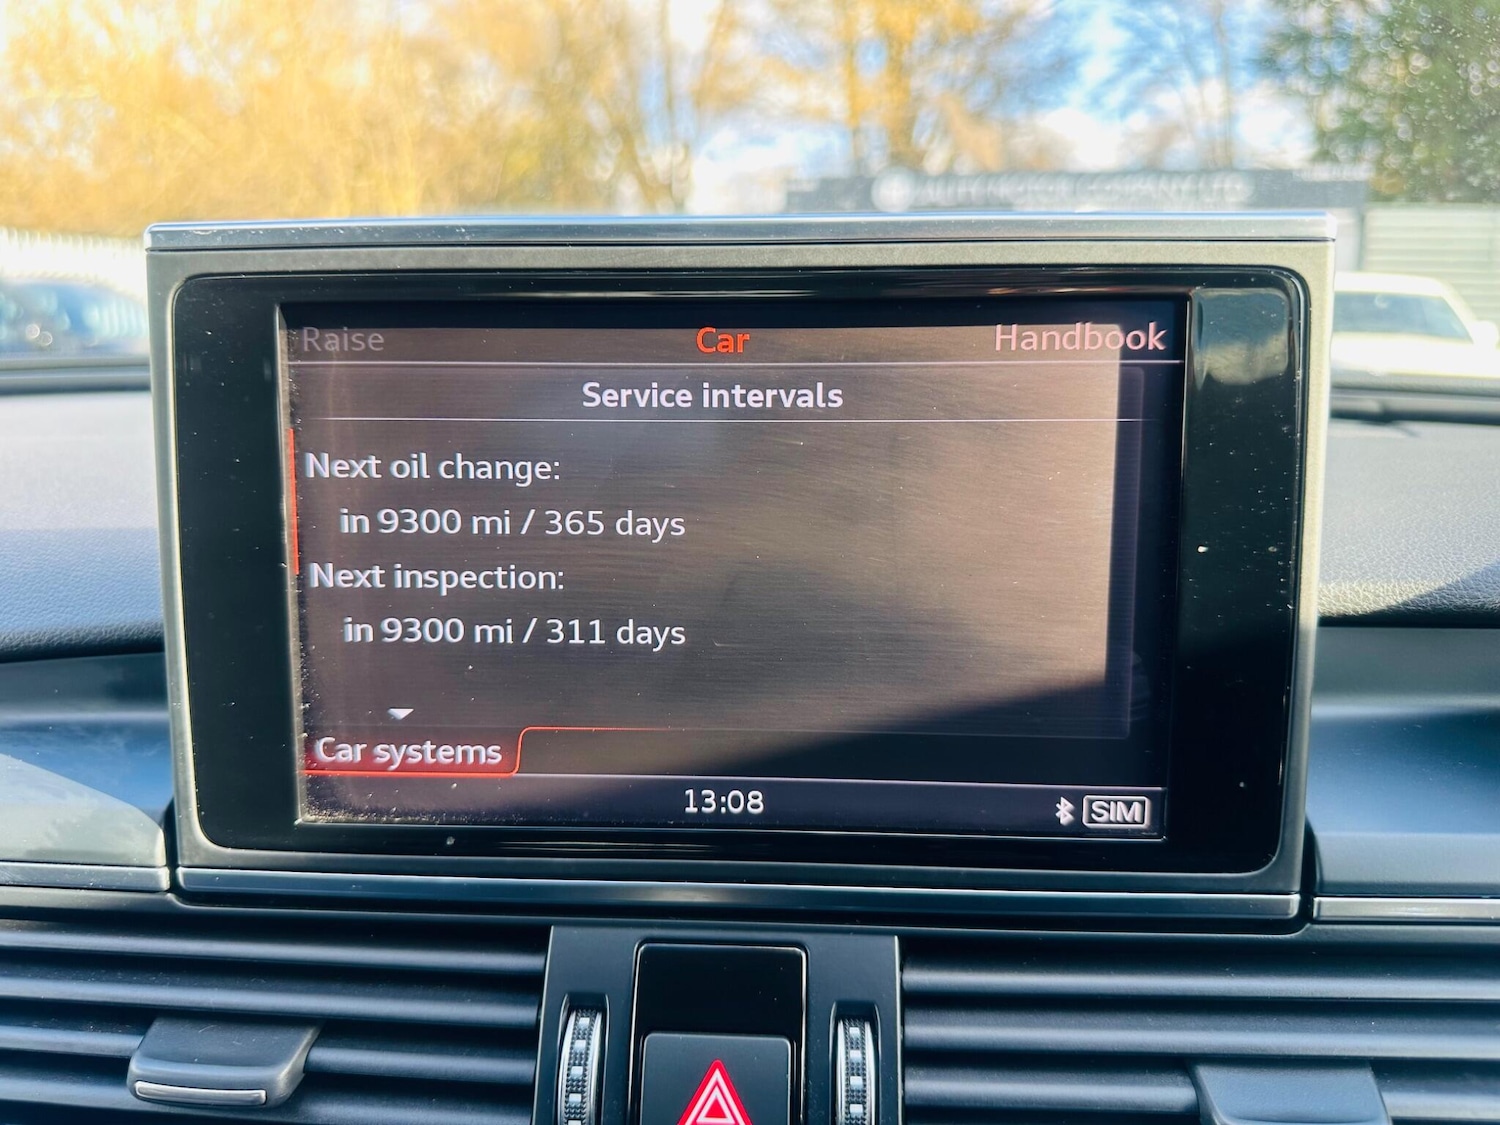 Raise Car Handbook
Service intervals
Next oil change:
in 9300 mi / 365 days
Next inspection:
in 9300 mi / 311 days
Car systems
13:08 SIM